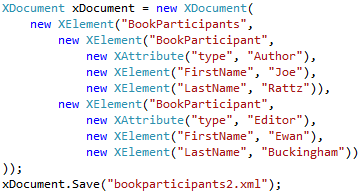 XDocument xDocument = new XDocument(
    new XElement("BookParticipants",
        new XElement("BookParticipant",
            new XAttribute("type", "Author"),
            new XElement("FirstName", "Joe"),
            new XElement("LastName", "Rattz")),
        new XElement("BookParticipant",
            new XAttribute("type", "Editor"),
            new XElement("FirstName", "Ewan"),
            new XElement("LastName", "Buckingham"))
));
xDocument.Save("bookparticipants2.xml");